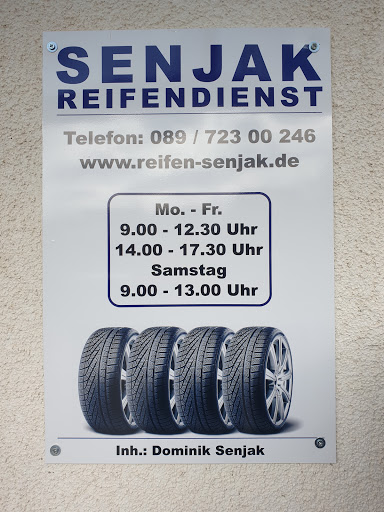 SENJAK
REIFENDIENST
Telefon: 089 / 723 00 246
www.reifen-senjak.de
Mo. - Fr.
9.00 - 12.30 Uhr
14.00 - 17.30 Uhr
Samstag
9.00 - 13.00 Uhr
Inh.: Dominik Senjak